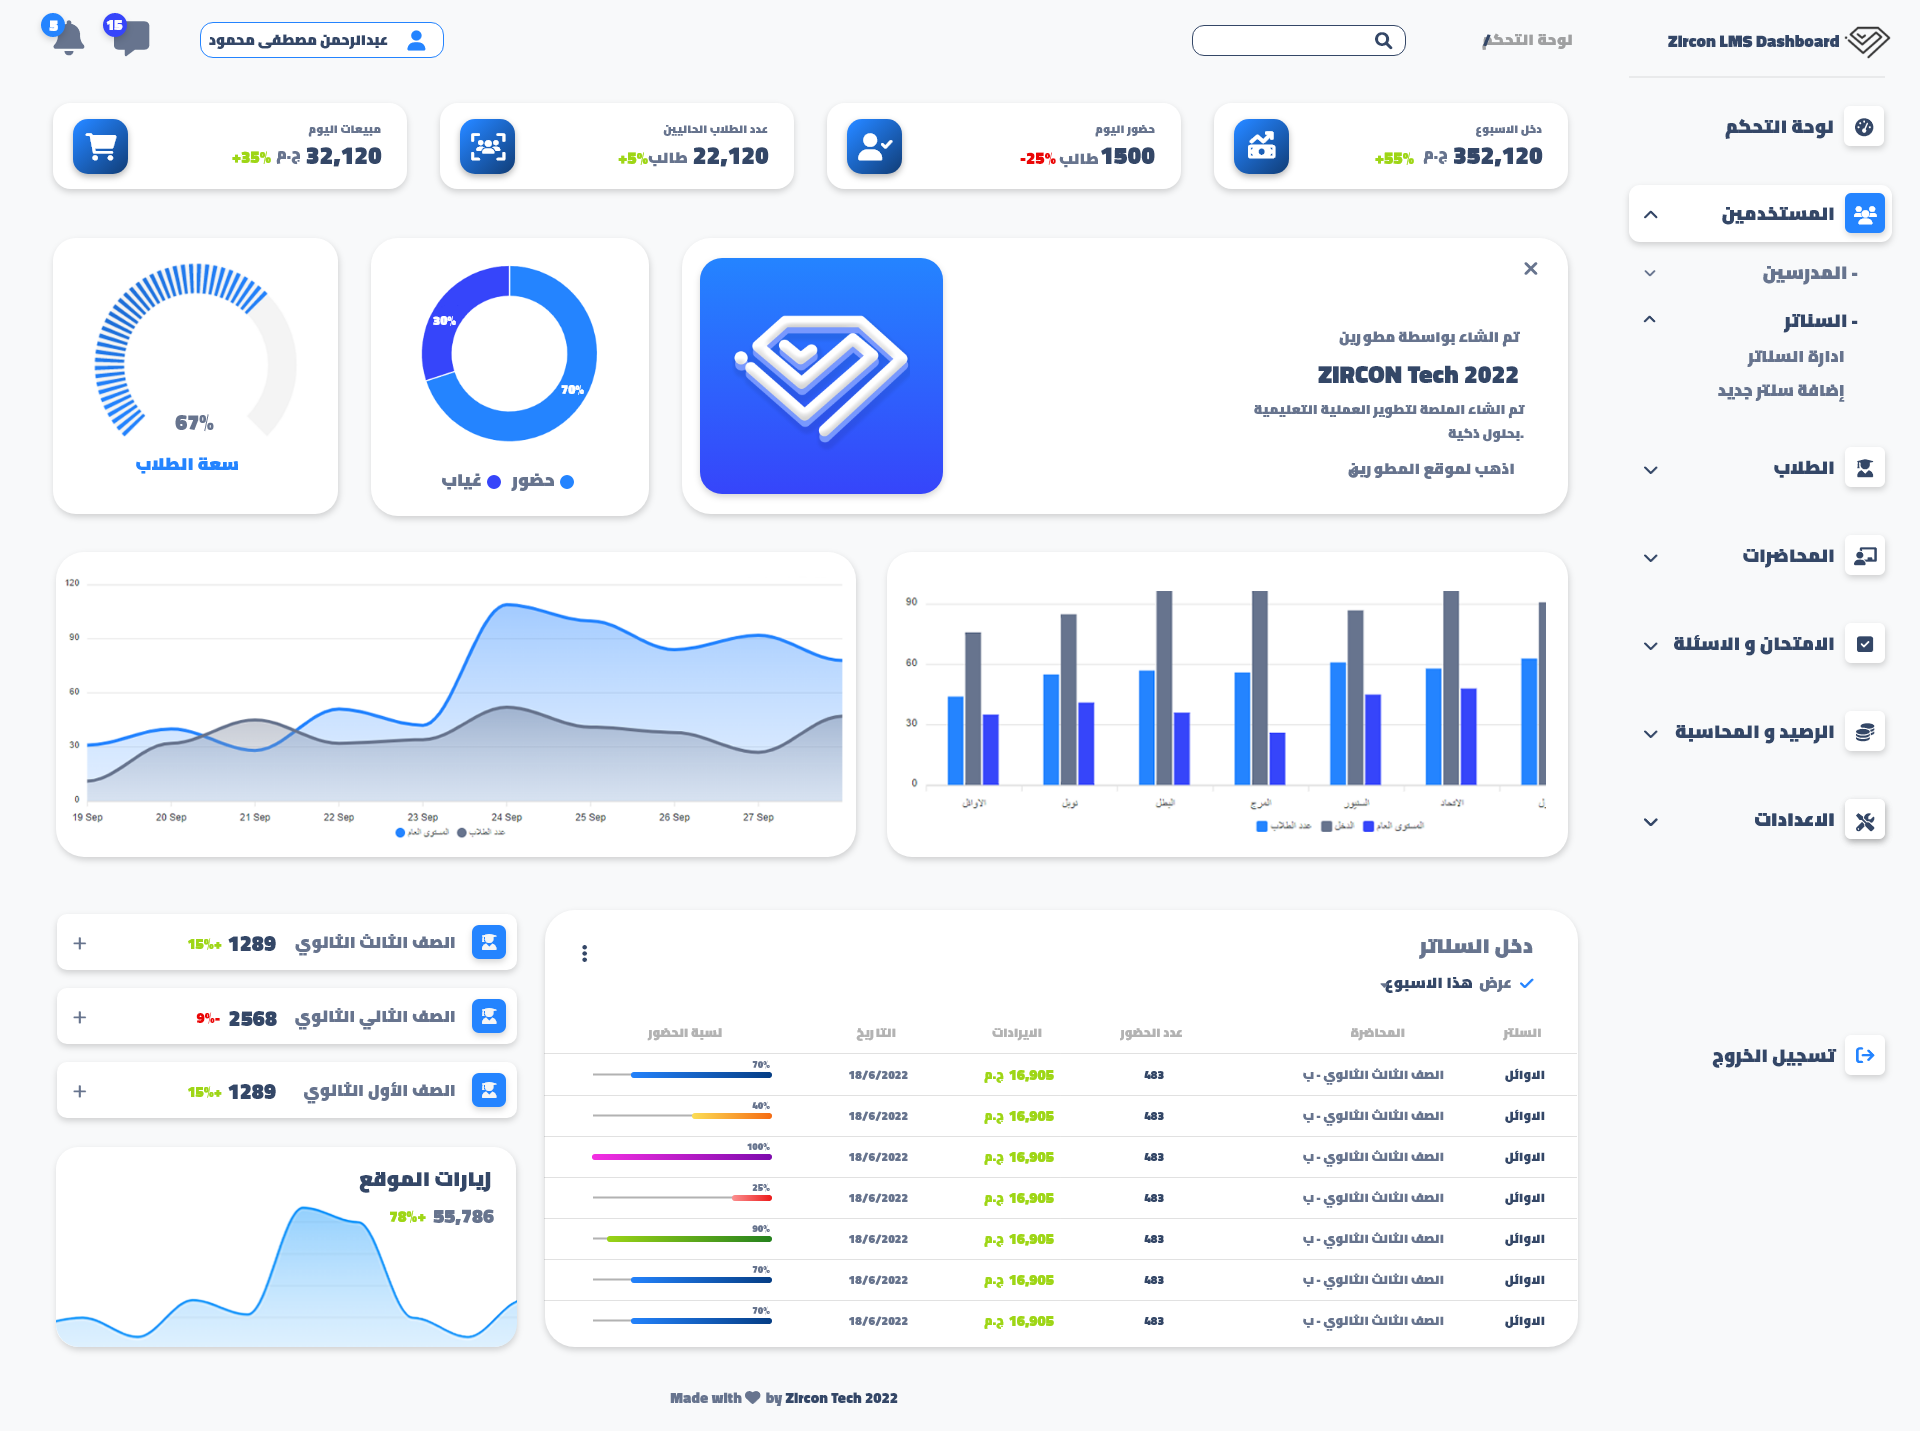 Zircon LMS Dashboard
لوحة التحكم /
عبدالرحمن مصطفى محمود
15
5
لوحة التحكم
المستخدمين
- المدرسين
- السناتر
ادارة السناتر
إضافة سنتر جديد
الطلاب
المحاضرات
الامتحان و الاسئلة
الرصيد و المحاسبة
الاعدادات
تسجيل الخروج
دخل الاسبوع
352,120 ج.م +55%
حضور اليوم
1500 طالب -25%
عدد الطلاب الحاليين
22,120 طالب +5%
مبيعات اليوم
32,120 ج.م +35%
تم انشاء بواسطة مطورين
ZIRCON Tech 2022
تم انشاء المنصة لتطوير العملية التعليمية
بحلول ذكية.
اذهب لموقع المطورين
30%
70%
حضور غياب
67%
سعة الطلاب
90
60
30
0
الاوائل نوبل البطل المرج السنيور الاتحاد
عدد الطلاب الدخل المستوى العام
120
90
60
30
0
19 Sep 20 Sep 21 Sep 22 Sep 23 Sep 24 Sep 25 Sep 26 Sep 27 Sep
المستوى العام عدد الطلاب
دخل السناتر
عرض هذا الاسبوع
السنتر المحاضرة عدد الحضور الايرادات التاريخ نسبة الحضور
الاوائل الصف الثالث الثانوي - ب 483 16,905 ج.م 18/6/2022 70%
الاوائل الصف الثالث الثانوي - ب 483 16,905 ج.م 18/6/2022 40%
الاوائل الصف الثالث الثانوي - ب 483 16,905 ج.م 18/6/2022 100%
الاوائل الصف الثالث الثانوي - ب 483 16,905 ج.م 18/6/2022 25%
الاوائل الصف الثالث الثانوي - ب 483 16,905 ج.م 18/6/2022 90%
الاوائل الصف الثالث الثانوي - ب 483 16,905 ج.م 18/6/2022 70%
الاوائل الصف الثالث الثانوي - ب 483 16,905 ج.م 18/6/2022 70%
الصف الثالث الثانوي 1289 15%+
الصف الثاني الثانوي 2568 9%-
الصف الأول الثانوي 1289 15%+
زيارات الموقع
55,786 78%+
Made with by Zircon Tech 2022